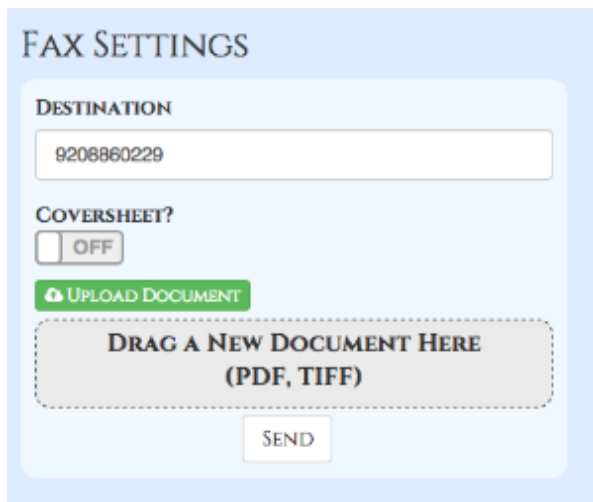 Fax Settings
Destination
9208860229
Coversheet?
OFF
Upload Document
Drag a New Document Here
(PDF, TIFF)
Send